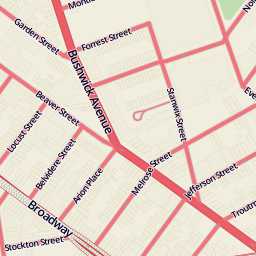 Garden Street
Forrest Street
Bushwick Avenue
Beaver Street
Stanwix Street
Locust Street
Belvidere Street
Arion Place
Melrose Street
Jefferson Street
Broadway
Stockton Street